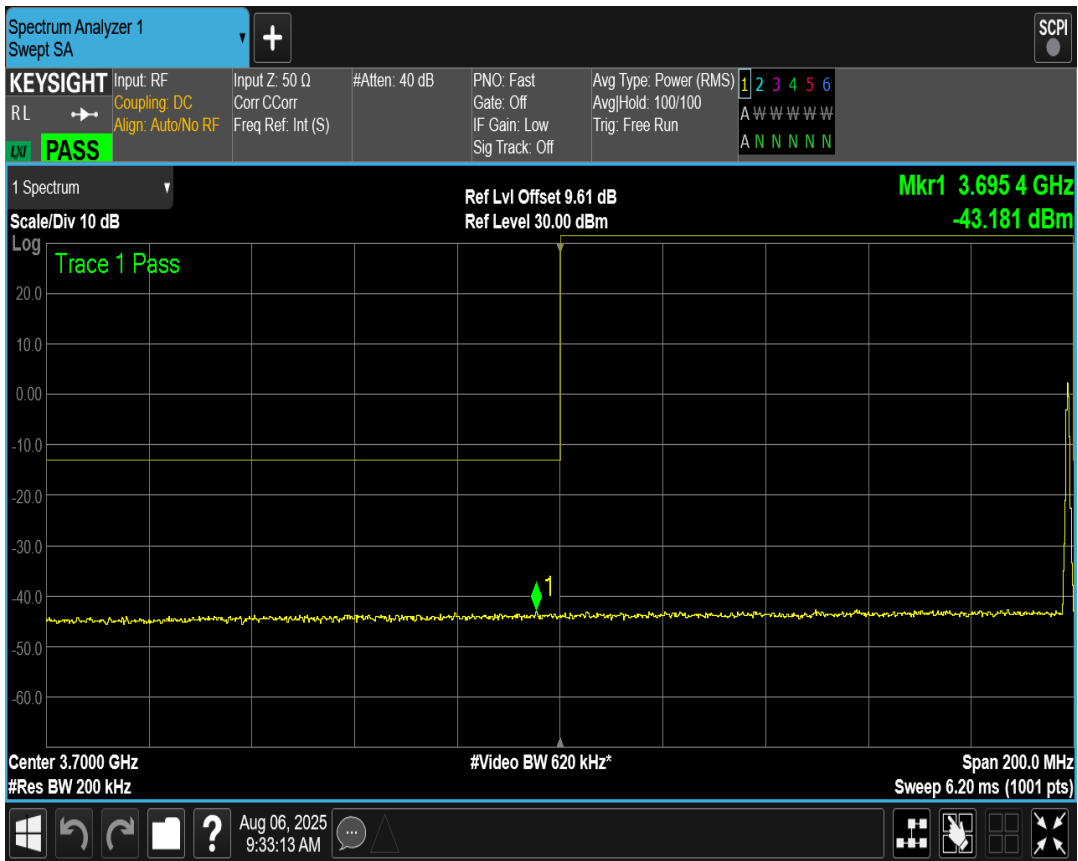 Spectrum Analyzer 1
Swept SA
+
SCPI
KEYSIGHT
RL
LXI PASS
Input: RF
Coupling: DC
Align: Auto/No RF
Input Z: 50 Ω
Corr CCorr
Freq Ref: Int (S)
#Atten: 40 dB
PNO: Fast
Gate: Off
IF Gain: Low
Sig Track: Off
Avg Type: Power (RMS)
Avg|Hold: 100/100
Trig: Free Run
1 2 3 4 5 6
A W W W W W
A N N N N N
1 Spectrum
Scale/Div 10 dB
Ref Lvl Offset 9.61 dB
Ref Level 30.00 dBm
Mkr1 3.695 4 GHz
-43.181 dBm
Log
Trace 1 Pass
20.0
10.0
0.00
-10.0
-20.0
-30.0
-40.0
-50.0
-60.0
1
Center 3.7000 GHz
#Res BW 200 kHz
#Video BW 620 kHz*
Span 200.0 MHz
Sweep 6.20 ms (1001 pts)
?
Aug 06, 2025
9:33:13 AM